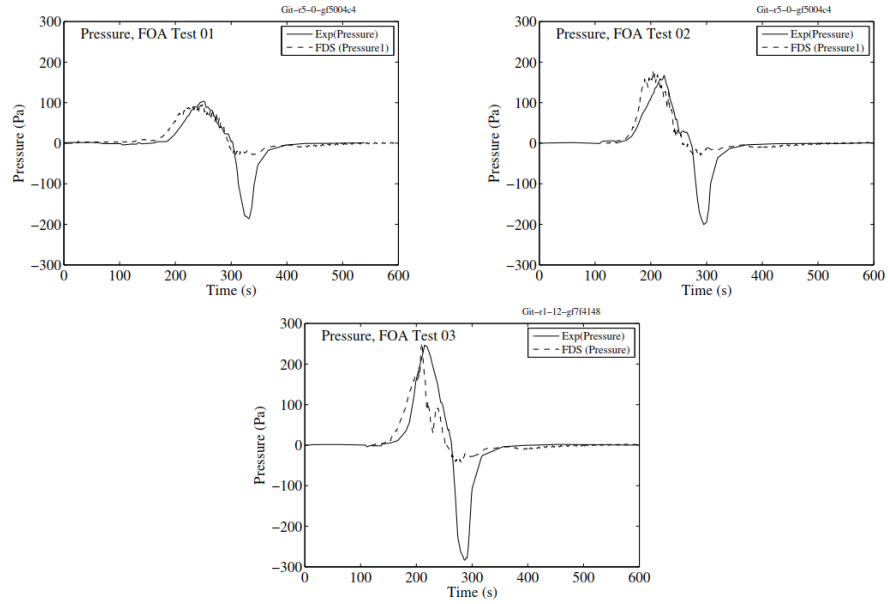 Git-r5-0-gf5004c4
Pressure, FOA Test 01
Exp(Pressure)
FDS (Pressure1)
300
200
100
0
−100
−200
−300
Pressure (Pa)
0 100 200 300 400 500 600
Time (s)
Git-r5-0-gf5004c4
Pressure, FOA Test 02
Exp(Pressure)
FDS (Pressure1)
300
200
100
0
−100
−200
−300
Pressure (Pa)
0 100 200 300 400 500 600
Time (s)
Git-r1-12-gf7f4148
Pressure, FOA Test 03
Exp(Pressure)
FDS (Pressure)
300
200
100
0
−100
−200
−300
Pressure (Pa)
0 100 200 300 400 500 600
Time (s)